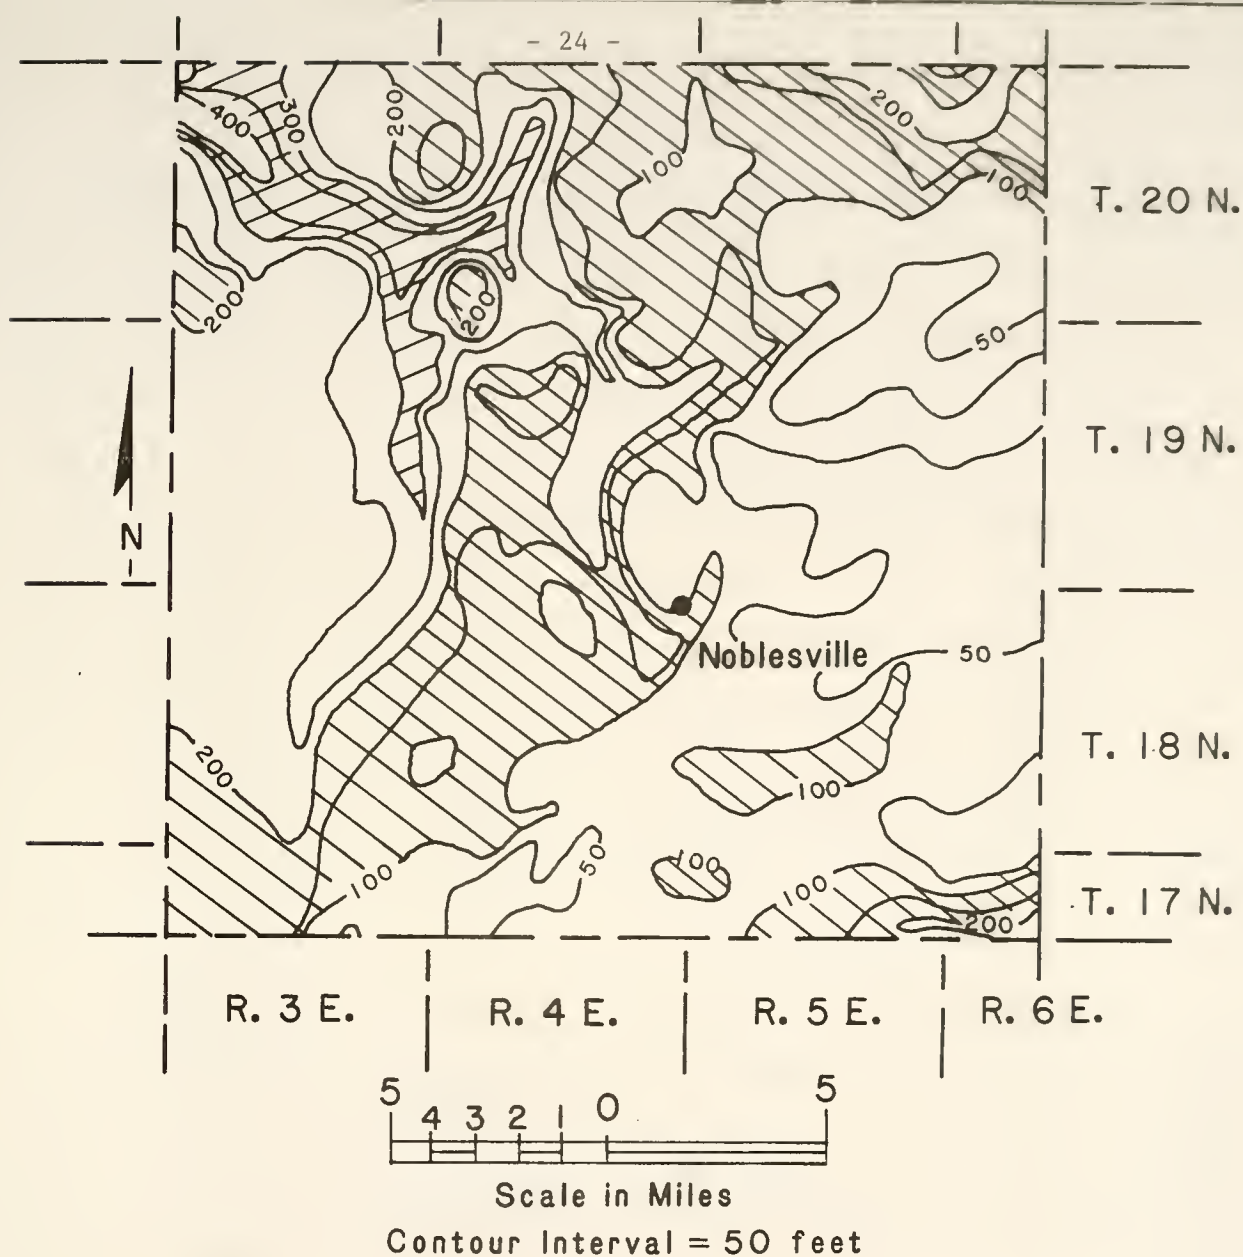 - 24 -
400
300
200
200
100
100
T. 20 N.
200
200
50
T. 19 N.
N
Noblesville
50
200
100
T. 18 N.
50
100
100
100
200
T. 17 N.
R. 3 E.
R. 4 E.
R. 5 E.
R. 6 E.
5 4 3 2 1 0 5
Scale in Miles
Contour Interval = 50 feet